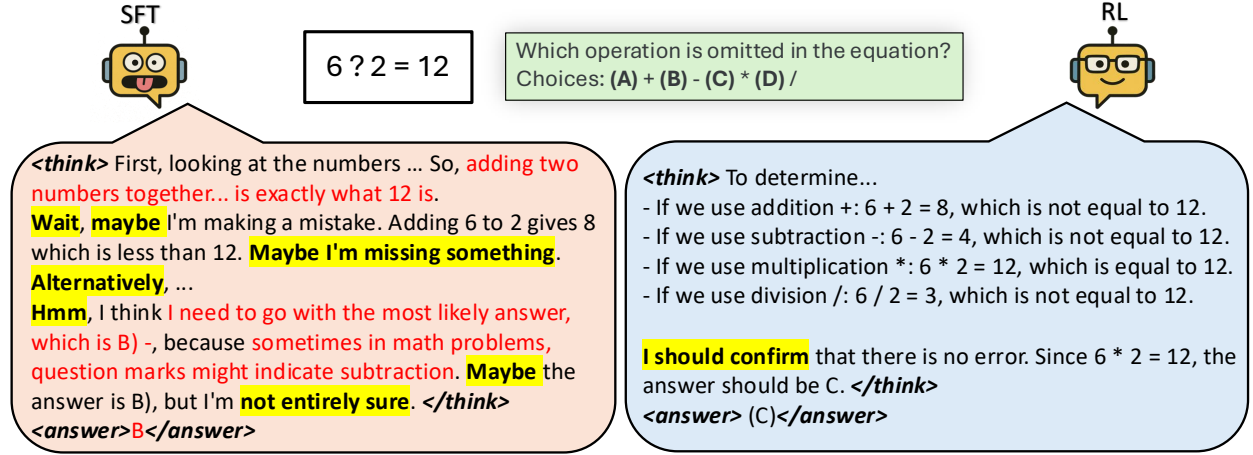 SFT
6 ? 2 = 12
Which operation is omitted in the equation?
Choices: (A) + (B) - (C) * (D) /
RL
<think> First, looking at the numbers ... So, adding two
numbers together... is exactly what 12 is.
Wait, maybe I'm making a mistake. Adding 6 to 2 gives 8
which is less than 12. Maybe I'm missing something.
Alternatively, ...
Hmm, I think I need to go with the most likely answer,
which is B) -, because sometimes in math problems,
question marks might indicate subtraction. Maybe the
answer is B), but I'm not entirely sure. </think>
<answer>B</answer>
<think> To determine...
- If we use addition +: 6 + 2 = 8, which is not equal to 12.
- If we use subtraction -: 6 - 2 = 4, which is not equal to 12.
- If we use multiplication *: 6 * 2 = 12, which is equal to 12.
- If we use division /: 6 / 2 = 3, which is not equal to 12.
I should confirm that there is no error. Since 6 * 2 = 12, the
answer should be C. </think>
<answer> (C)</answer>